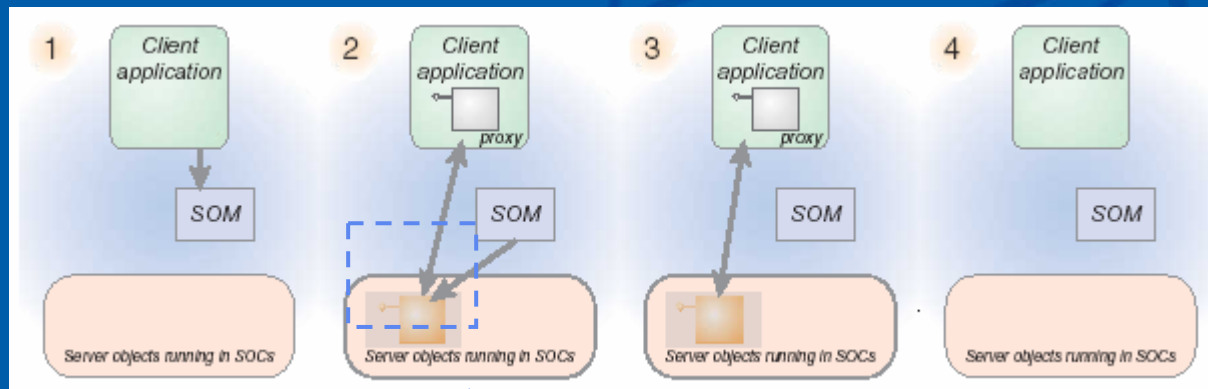 1
Client
application
SOM
Server objects running in SOCs
2
Client
application
proxy
SOM
Server objects running in SOCs
3
Client
application
proxy
SOM
Server objects running in SOCs
4
Client
application
SOM
Server objects running in SOCs